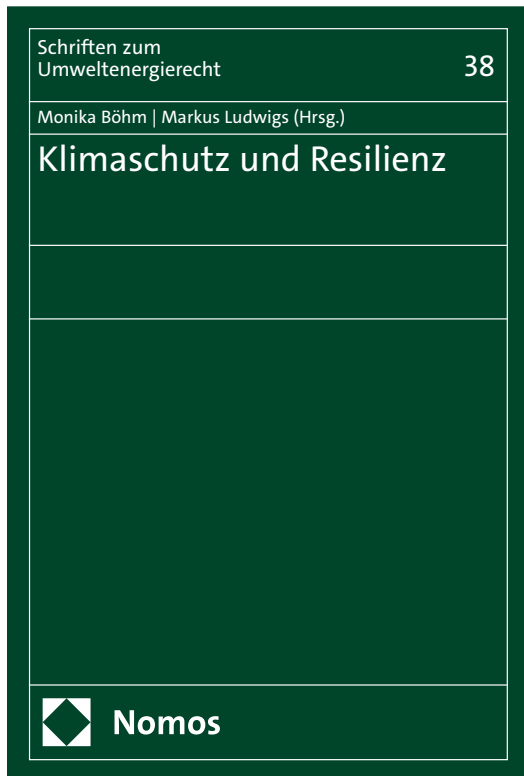 Schriften zum
Umweltenergierecht
38
Monika Böhm | Markus Ludwigs (Hrsg.)
Klimaschutz und Resilienz
Nomos